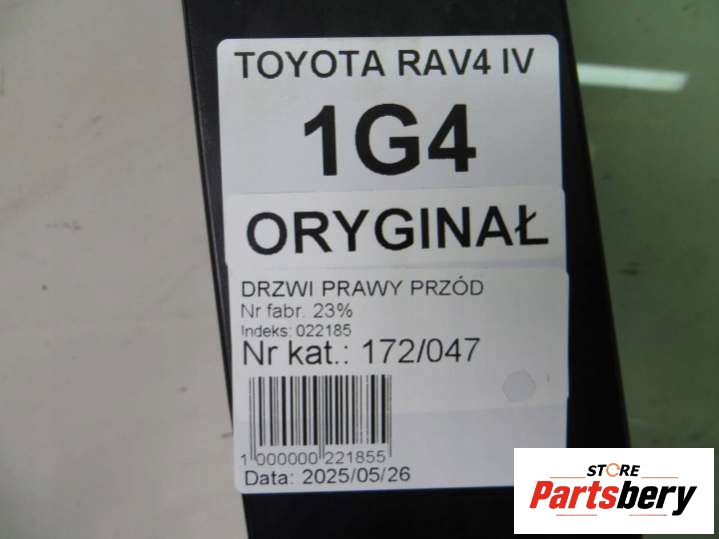 TOYOTA RAV4 IV
1G4
ORYGINAŁ
DRZWI PRAWY PRZÓD
Nr fabr. 23%
Indeks: 022185
Nr kat.: 172/047
1 000000 221855
Data: 2025/05/26
STORE
Partsbery